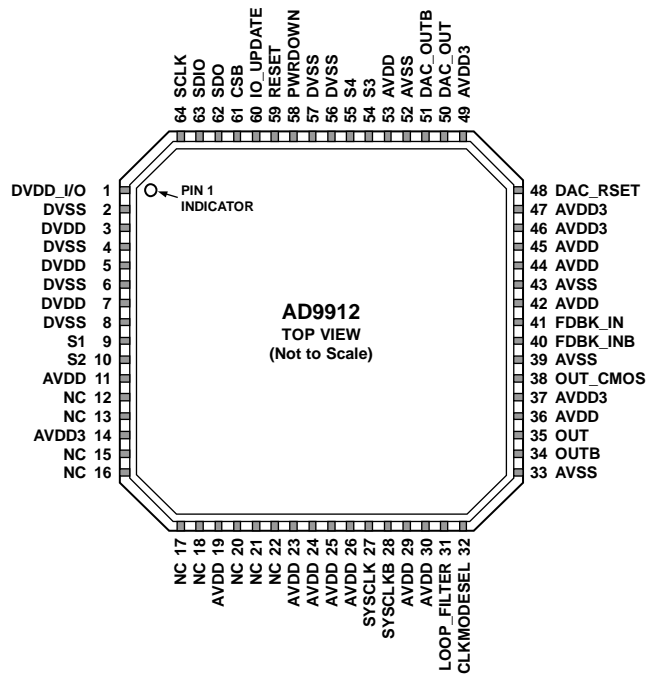 64 SCLK
63 SDIO
62 SDO
61 CSB
60 IO_UPDATE
59 RESET
58 PWRDOWN
57 DVSS
56 DVSS
55 S4
54 S3
53 AVDD
52 AVSS
51 DAC_OUTB
50 DAC_OUT
49 AVDD3
DVDD_I/O 1
DVSS 2
DVDD 3
DVSS 4
DVDD 5
DVSS 6
DVDD 7
DVSS 8
S1 9
S2 10
AVDD 11
NC 12
NC 13
AVDD3 14
NC 15
NC 16
PIN 1
INDICATOR
AD9912
TOP VIEW
(Not to Scale)
48 DAC_RSET
47 AVDD3
46 AVDD3
45 AVDD
44 AVDD
43 AVSS
42 AVDD
41 FDBK_IN
40 FDBK_INB
39 AVSS
38 OUT_CMOS
37 AVDD3
36 AVDD
35 OUT
34 OUTB
33 AVSS
NC 17
NC 18
AVDD 19
NC 20
NC 21
NC 22
AVDD 23
AVDD 24
AVDD 25
AVDD 26
SYSCLK 27
SYSCLKB 28
AVDD 29
AVDD 30
LOOP_FILTER 31
CLKMODESEL 32